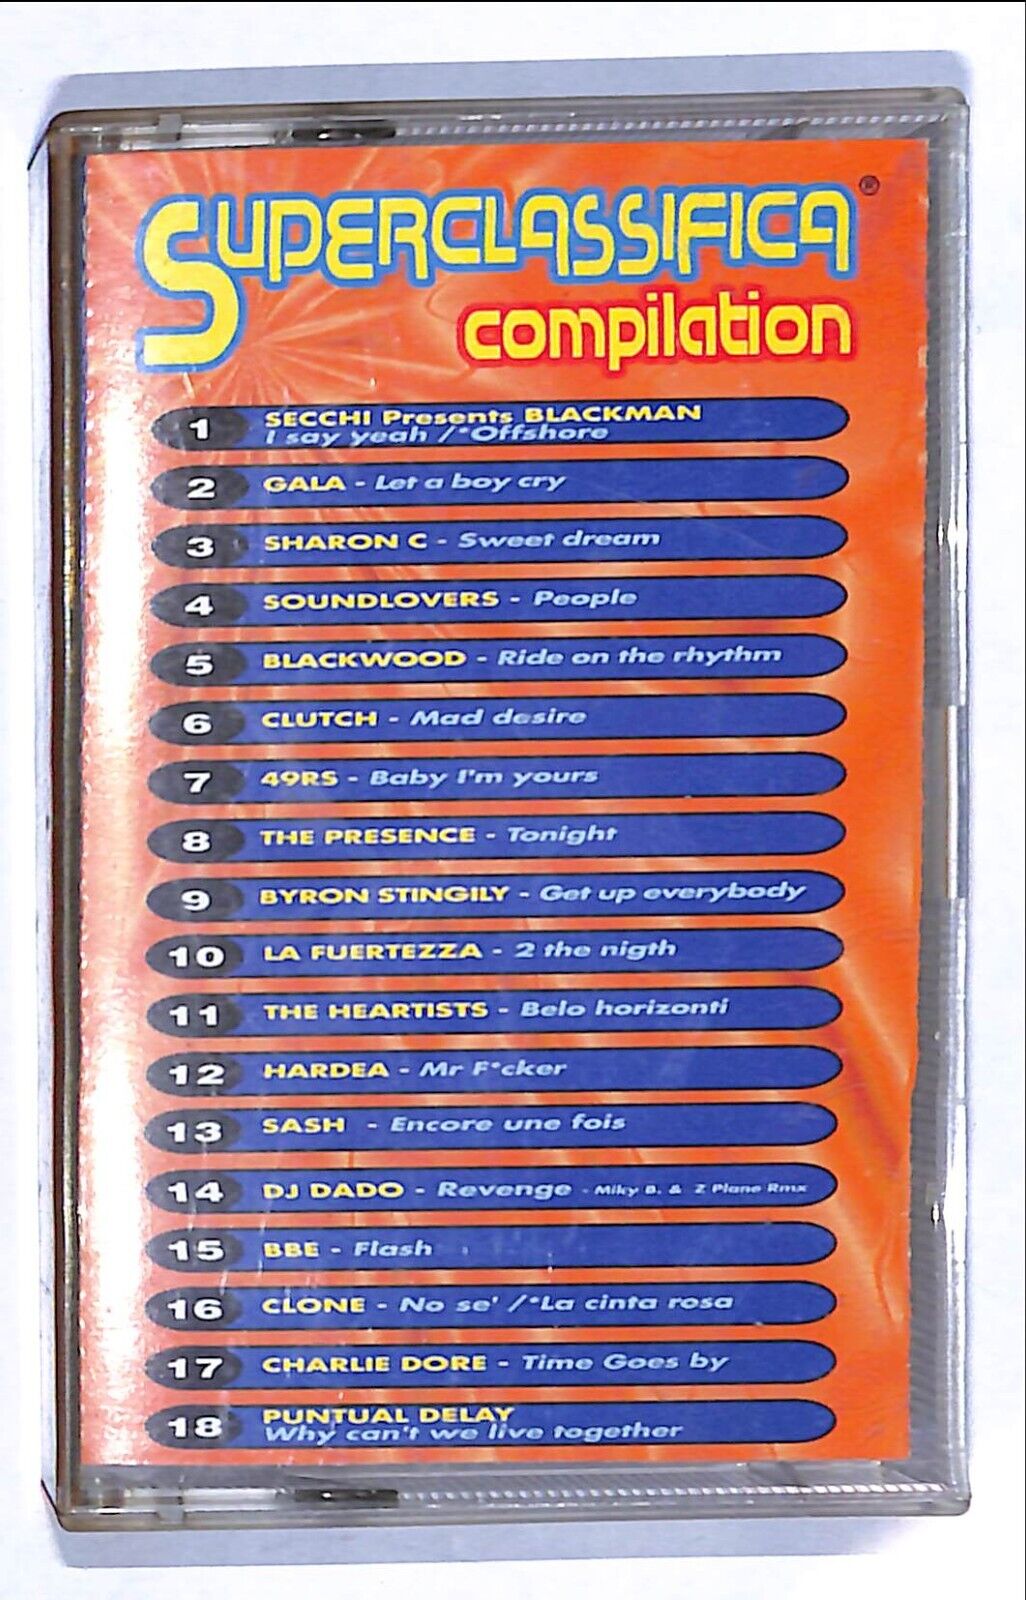 SUPERCLASSIFICA ®
compilation
1 SECCHI Presents BLACKMAN
I say yeah /*Offshore
2 GALA - Let a boy cry
3 SHARON C - Sweet dream
4 SOUNDLOVERS - People
5 BLACKWOOD - Ride on the rhythm
6 CLUTCH - Mad desire
7 49RS - Baby I'm yours
8 THE PRESENCE - Tonight
9 BYRON STINGILY - Get up everybody
10 LA FUERTEZZA - 2 the nigth
11 THE HEARTISTS - Belo horizonti
12 HARDEA - Mr F*cker
13 SASH - Encore une fois
14 DJ DADO - Revenge - Miky B. & Z Plane Rmx
15 BBE - Flash
16 CLONE - No se' /*La cinta rosa
17 CHARLIE DORE - Time Goes by
18 PUNTUAL DELAY
Why can't we live together